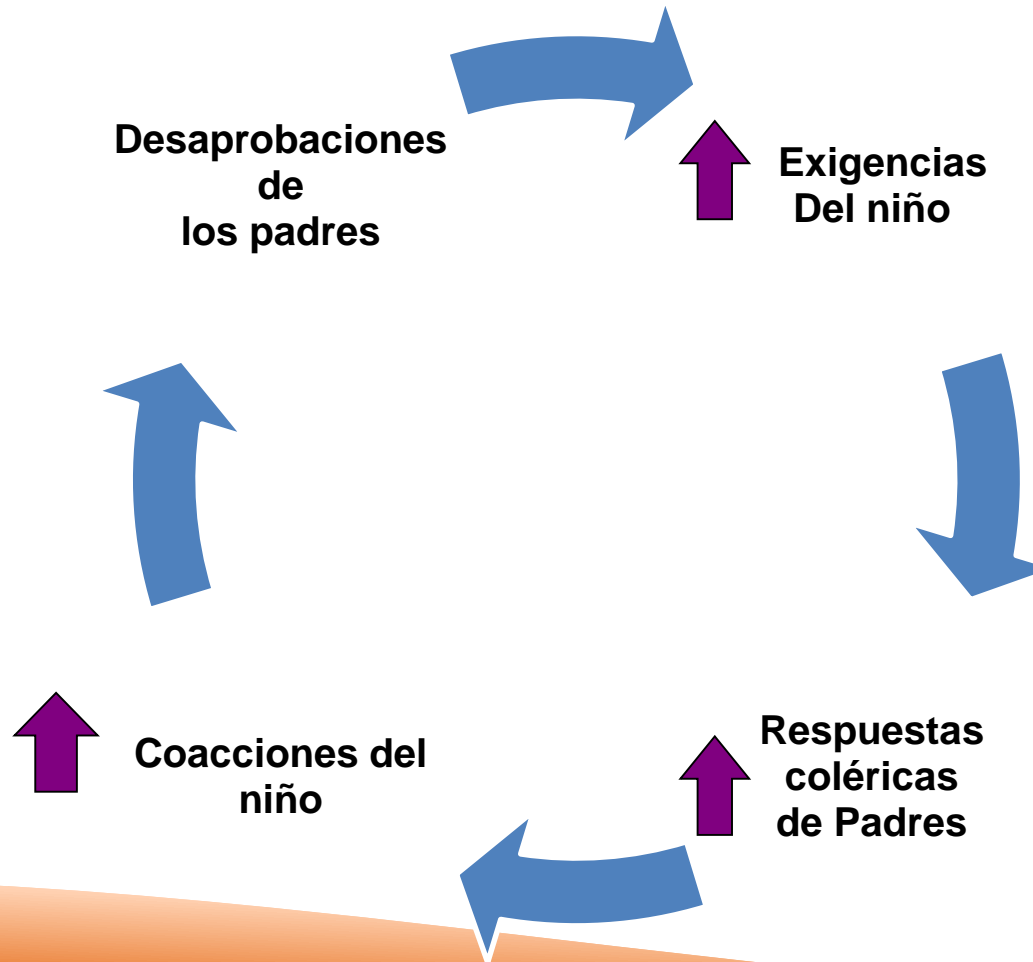 Desaprobaciones
de
los padres
Exigencias
Del niño
Respuestas
coléricas
de Padres
Coacciones del
niño